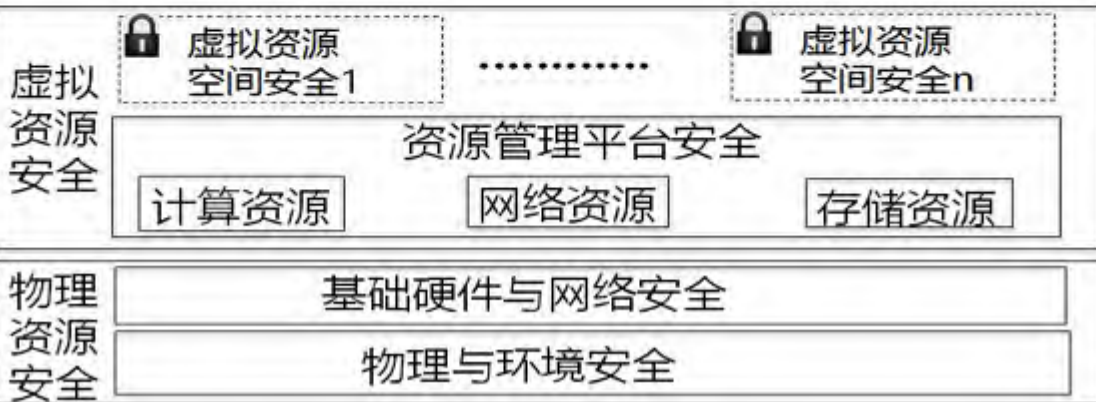 虚拟资源安全
虚拟资源
空间安全1
............
虚拟资源
空间安全n
资源管理平台安全
计算资源
网络资源
存储资源
物理资源安全
基础硬件与网络安全
物理与环境安全